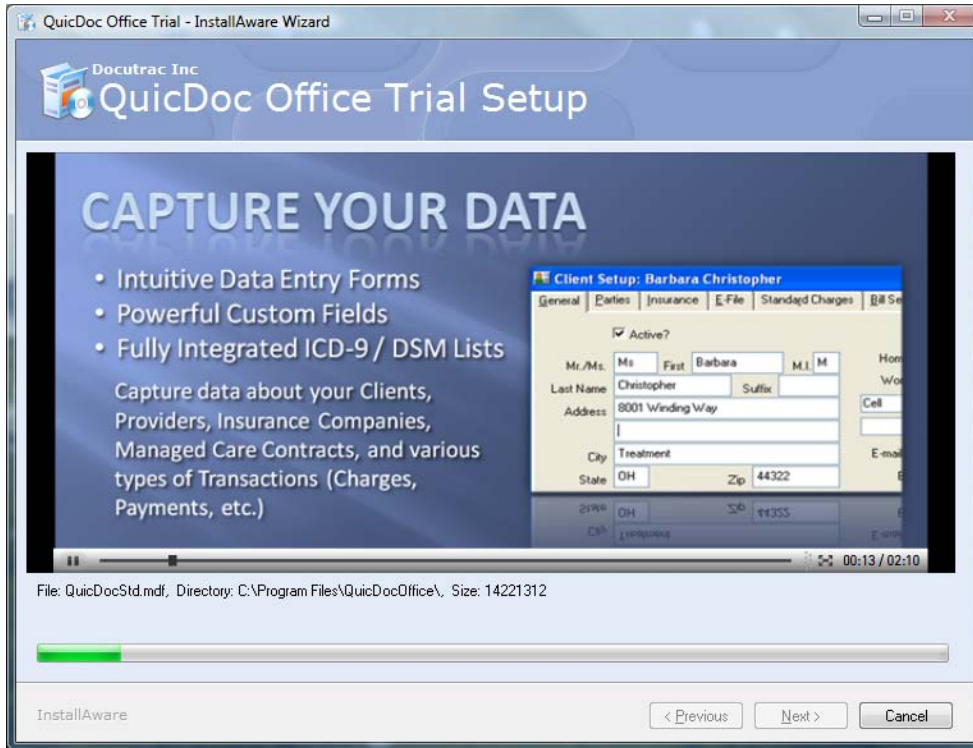 QuicDoc Office Trial - InstallAware Wizard
Docutrac Inc
QuicDoc Office Trial Setup
CAPTURE YOUR DATA
• Intuitive Data Entry Forms
• Powerful Custom Fields
• Fully Integrated ICD-9 / DSM Lists
Capture data about your Clients,
Providers, Insurance Companies,
Managed Care Contracts, and various
types of Transactions (Charges,
Payments, etc.)
Client Setup: Barbara Christopher
General Parties Insurance E-File Standard Charges Bill Se
Active?
Mr./Ms. Ms First Barbara M.I. M Hom
Last Name Christopher Suffix Wor
Address 8001 Winding Way Cell
City Treatment E-mail
State OH Zip 44322 E
00:13 / 02:10
File: QuicDocStd.mdf, Directory: C:\Program Files\QuicDocOffice\, Size: 14221312
InstallAware
< Previous Next > Cancel